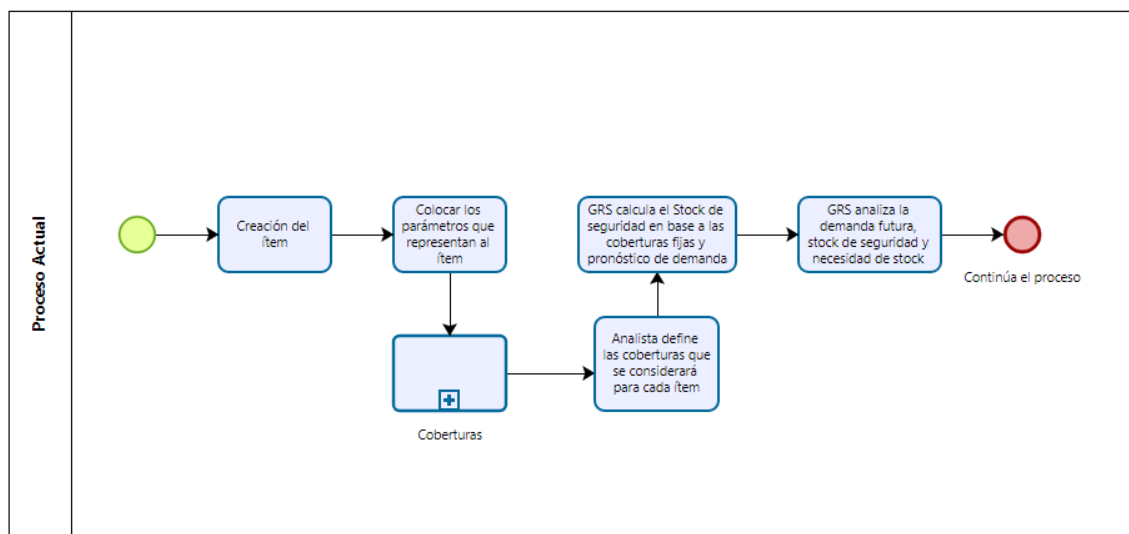 Proceso Actual
Creación del
ítem
Colocar los
parámetros que
representan al
ítem
Coberturas
Analista define
las coberturas que
se considerará
para cada ítem
GRS calcula el Stock de
seguridad en base a las
coberturas fijas y
pronóstico de demanda
GRS analiza la
demanda futura,
stock de seguridad y
necesidad de stock
Continúa el proceso